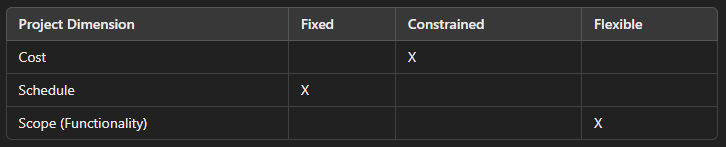 Project Dimension Fixed Constrained Flexible
Cost X
Schedule X
Scope (Functionality) X